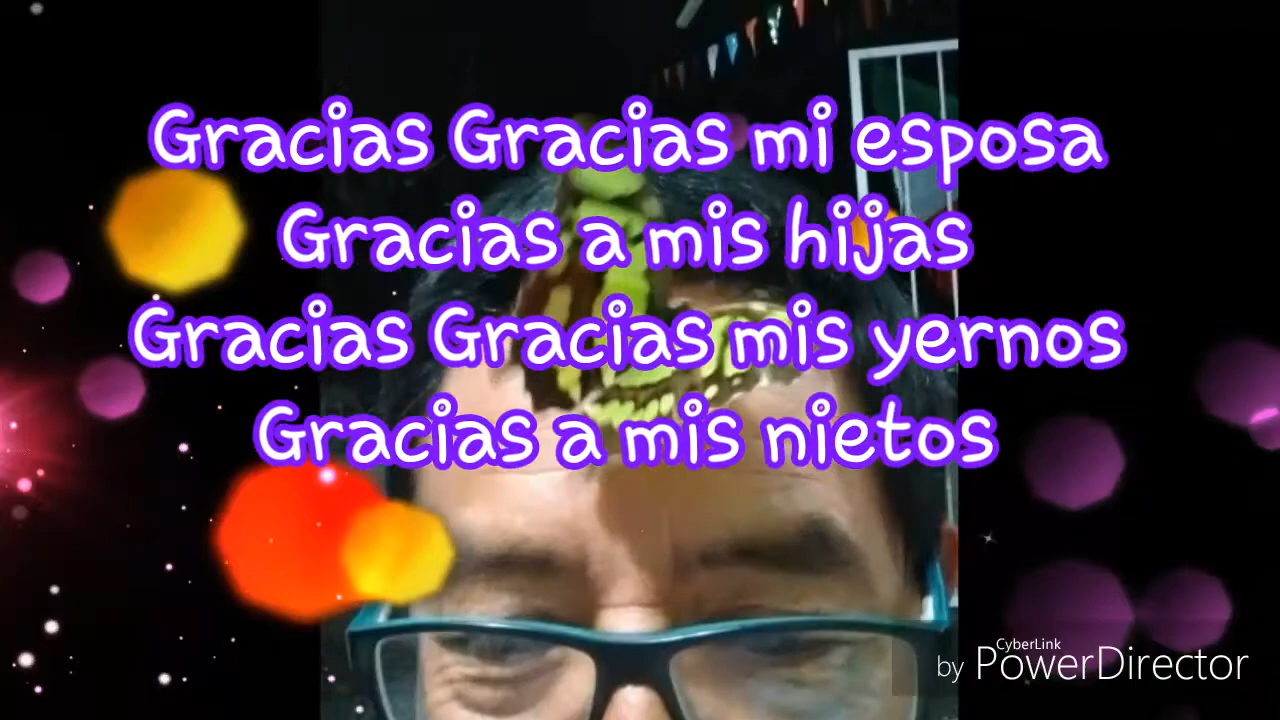 Gracias Gracias mi esposa
Gracias a mis hijas
Gracias Gracias mis yernos
Gracias a mis nietos
by CyberLink PowerDirector